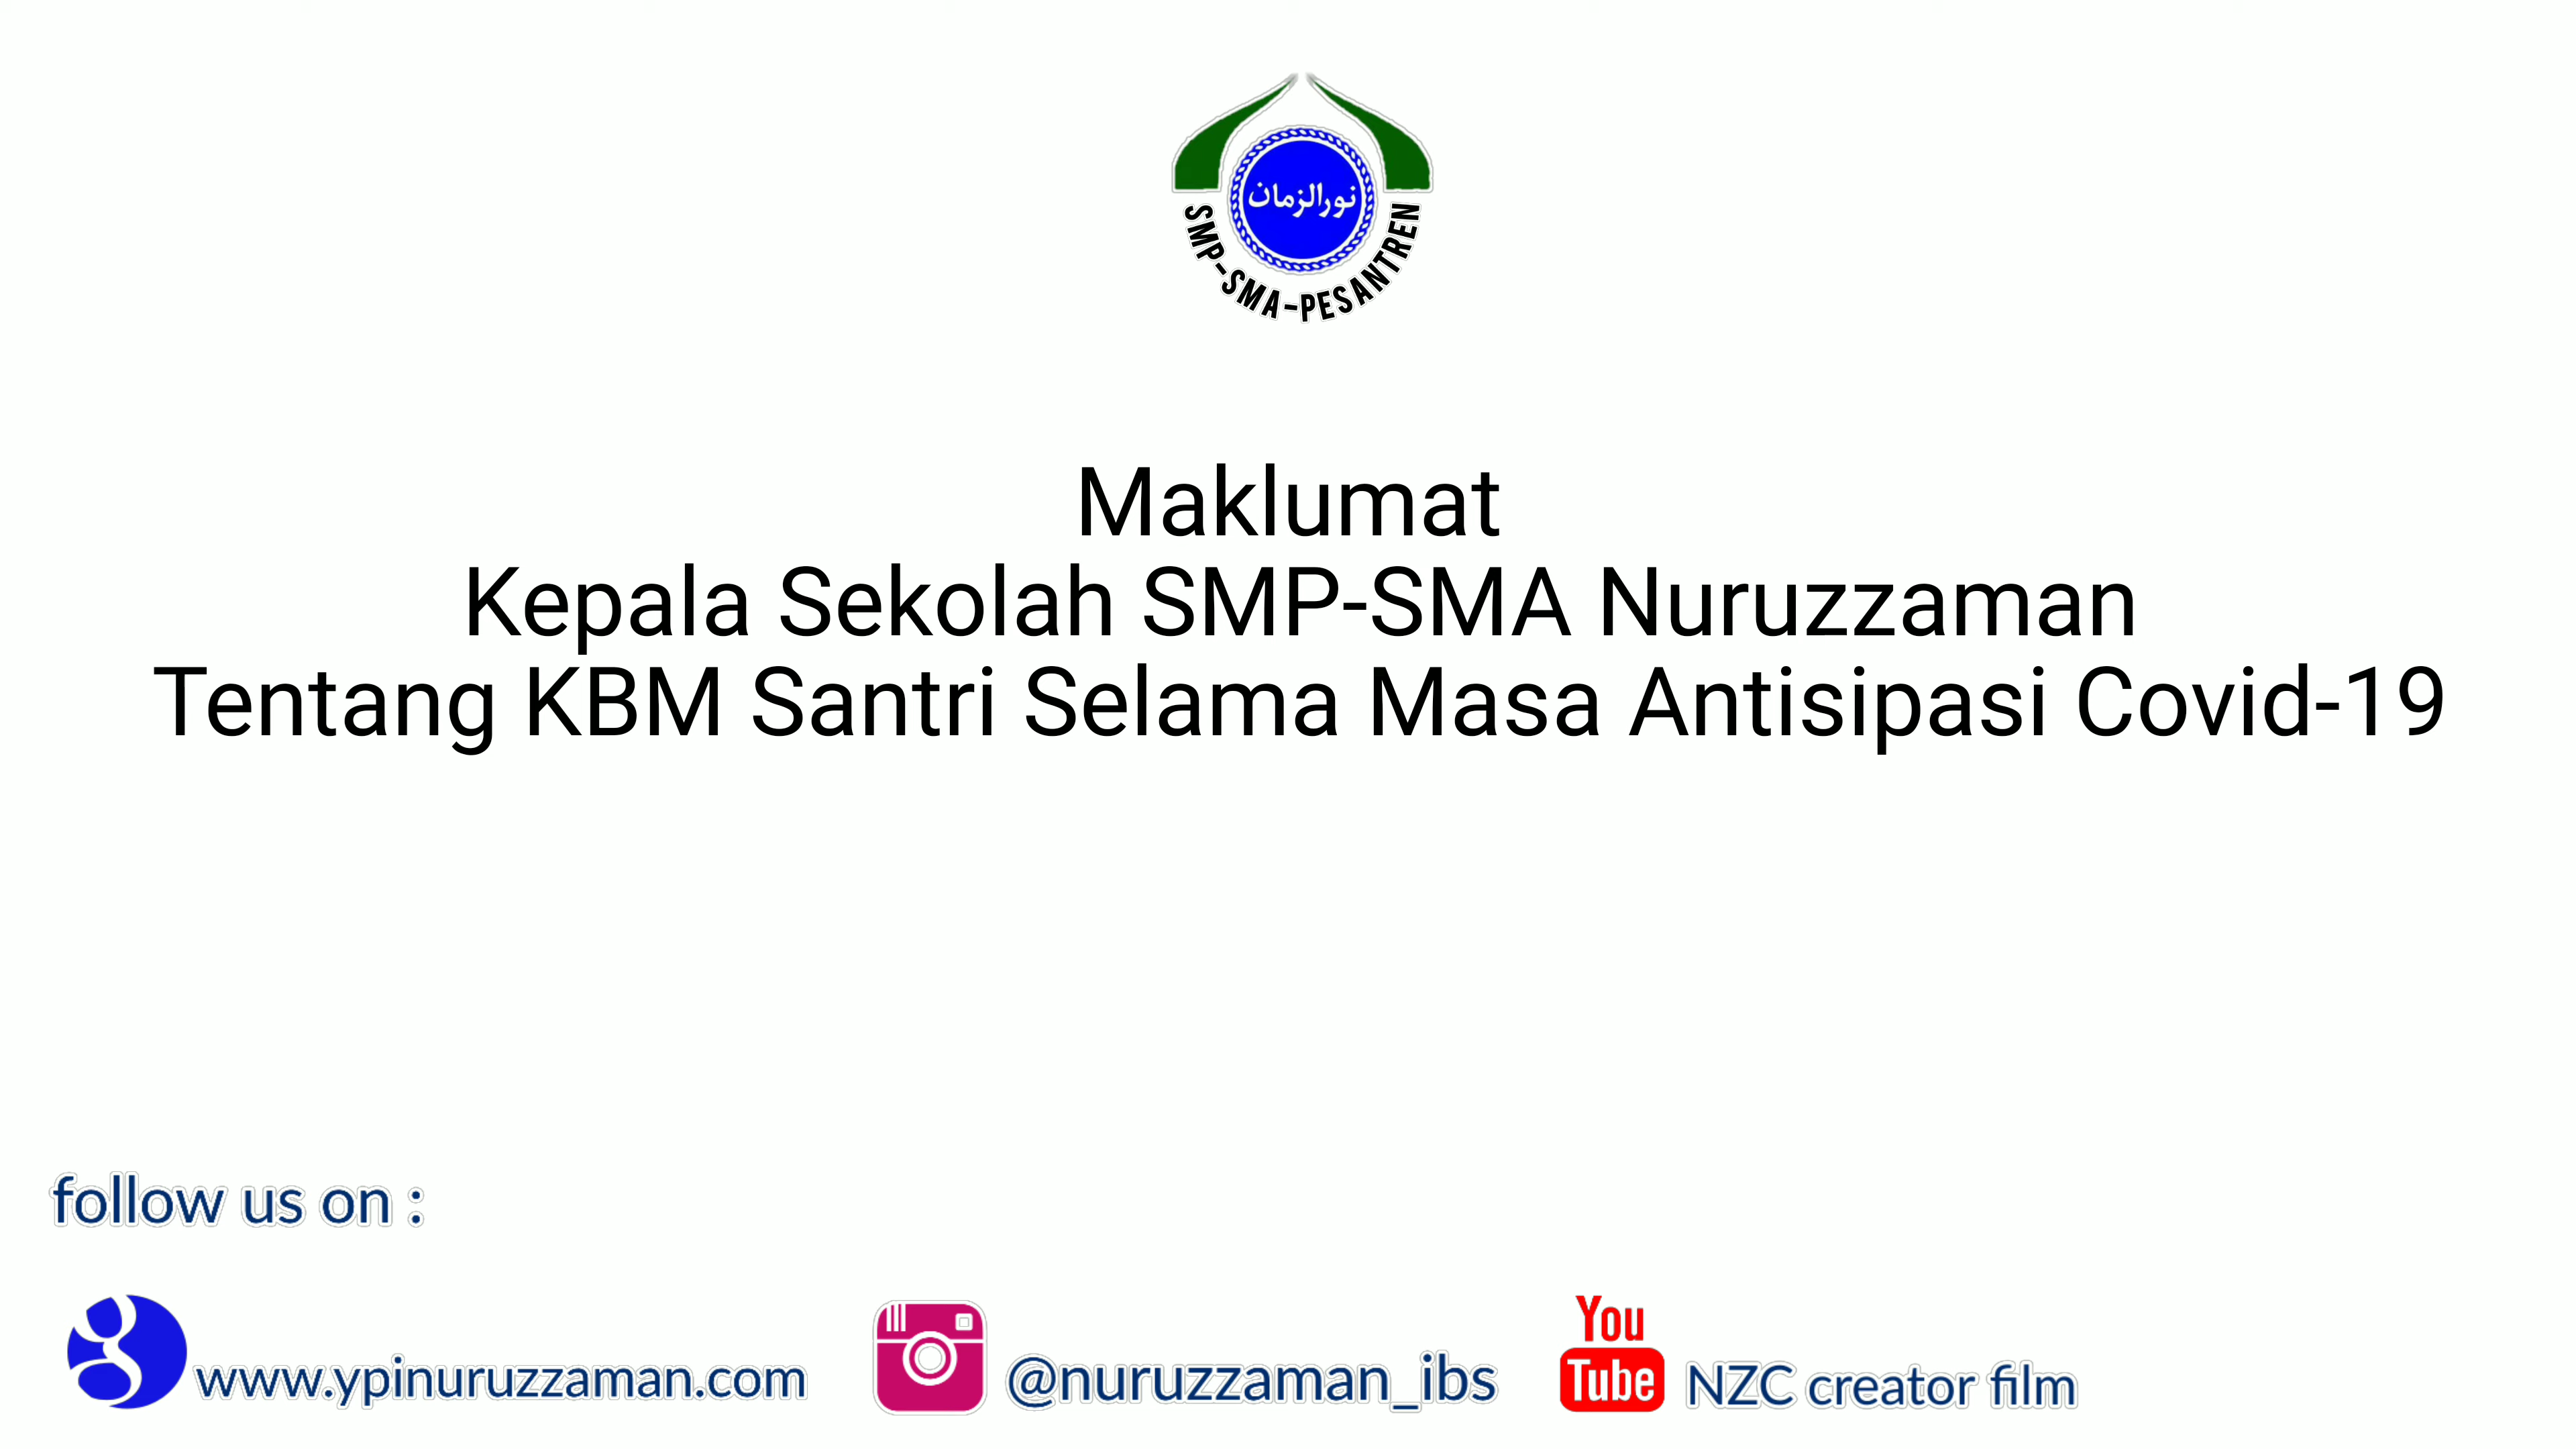 نورالزمان
SMP-SMA-PESANTREN
Maklumat
Kepala Sekolah SMP-SMA Nuruzzaman
Tentang KBM Santri Selama Masa Antisipasi Covid-19
follow us on :
www.ypinuruzzaman.com
@nuruzzaman_ibs
You Tube
NZC creator film